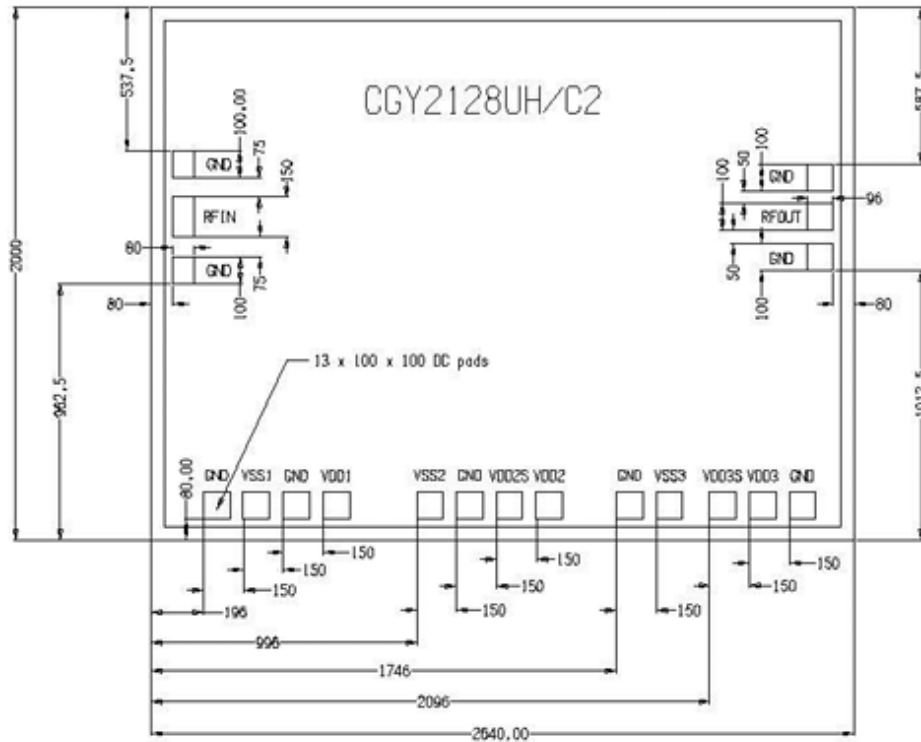 CGY2128UH/C2
537,5
100,00
75
150
GND
RFIN
GND
80
80
100
75
2000
962,5
100
50
100
GND
RFOUT
96
GND
50
100
80
13 x 100 x 100 DC pads
80,00
GND VSS1 GND VDD1 VSS2 GND VDD2S VDD2 GND VSS3 VDD3S VDD3 GND
150 150 150 150
150 150 150
150 150
196
996
1746
2096
2640,00